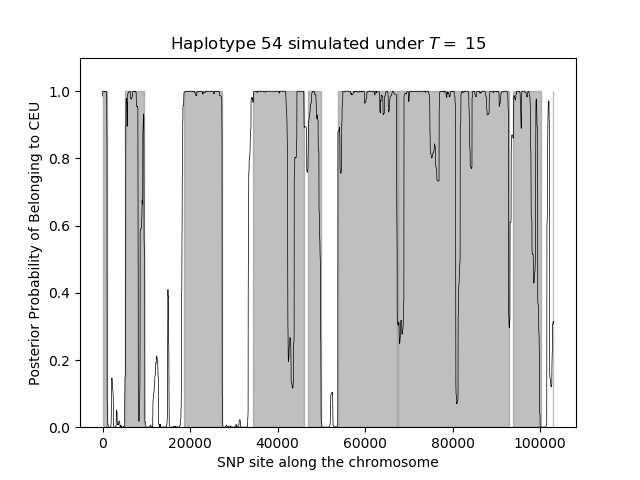 Haplotype 54 simulated under T = 15
Posterior Probability of Belonging to CEU
1.0
0.8
0.6
0.4
0.2
0.0
0 20000 40000 60000 80000 100000
SNP site along the chromosome